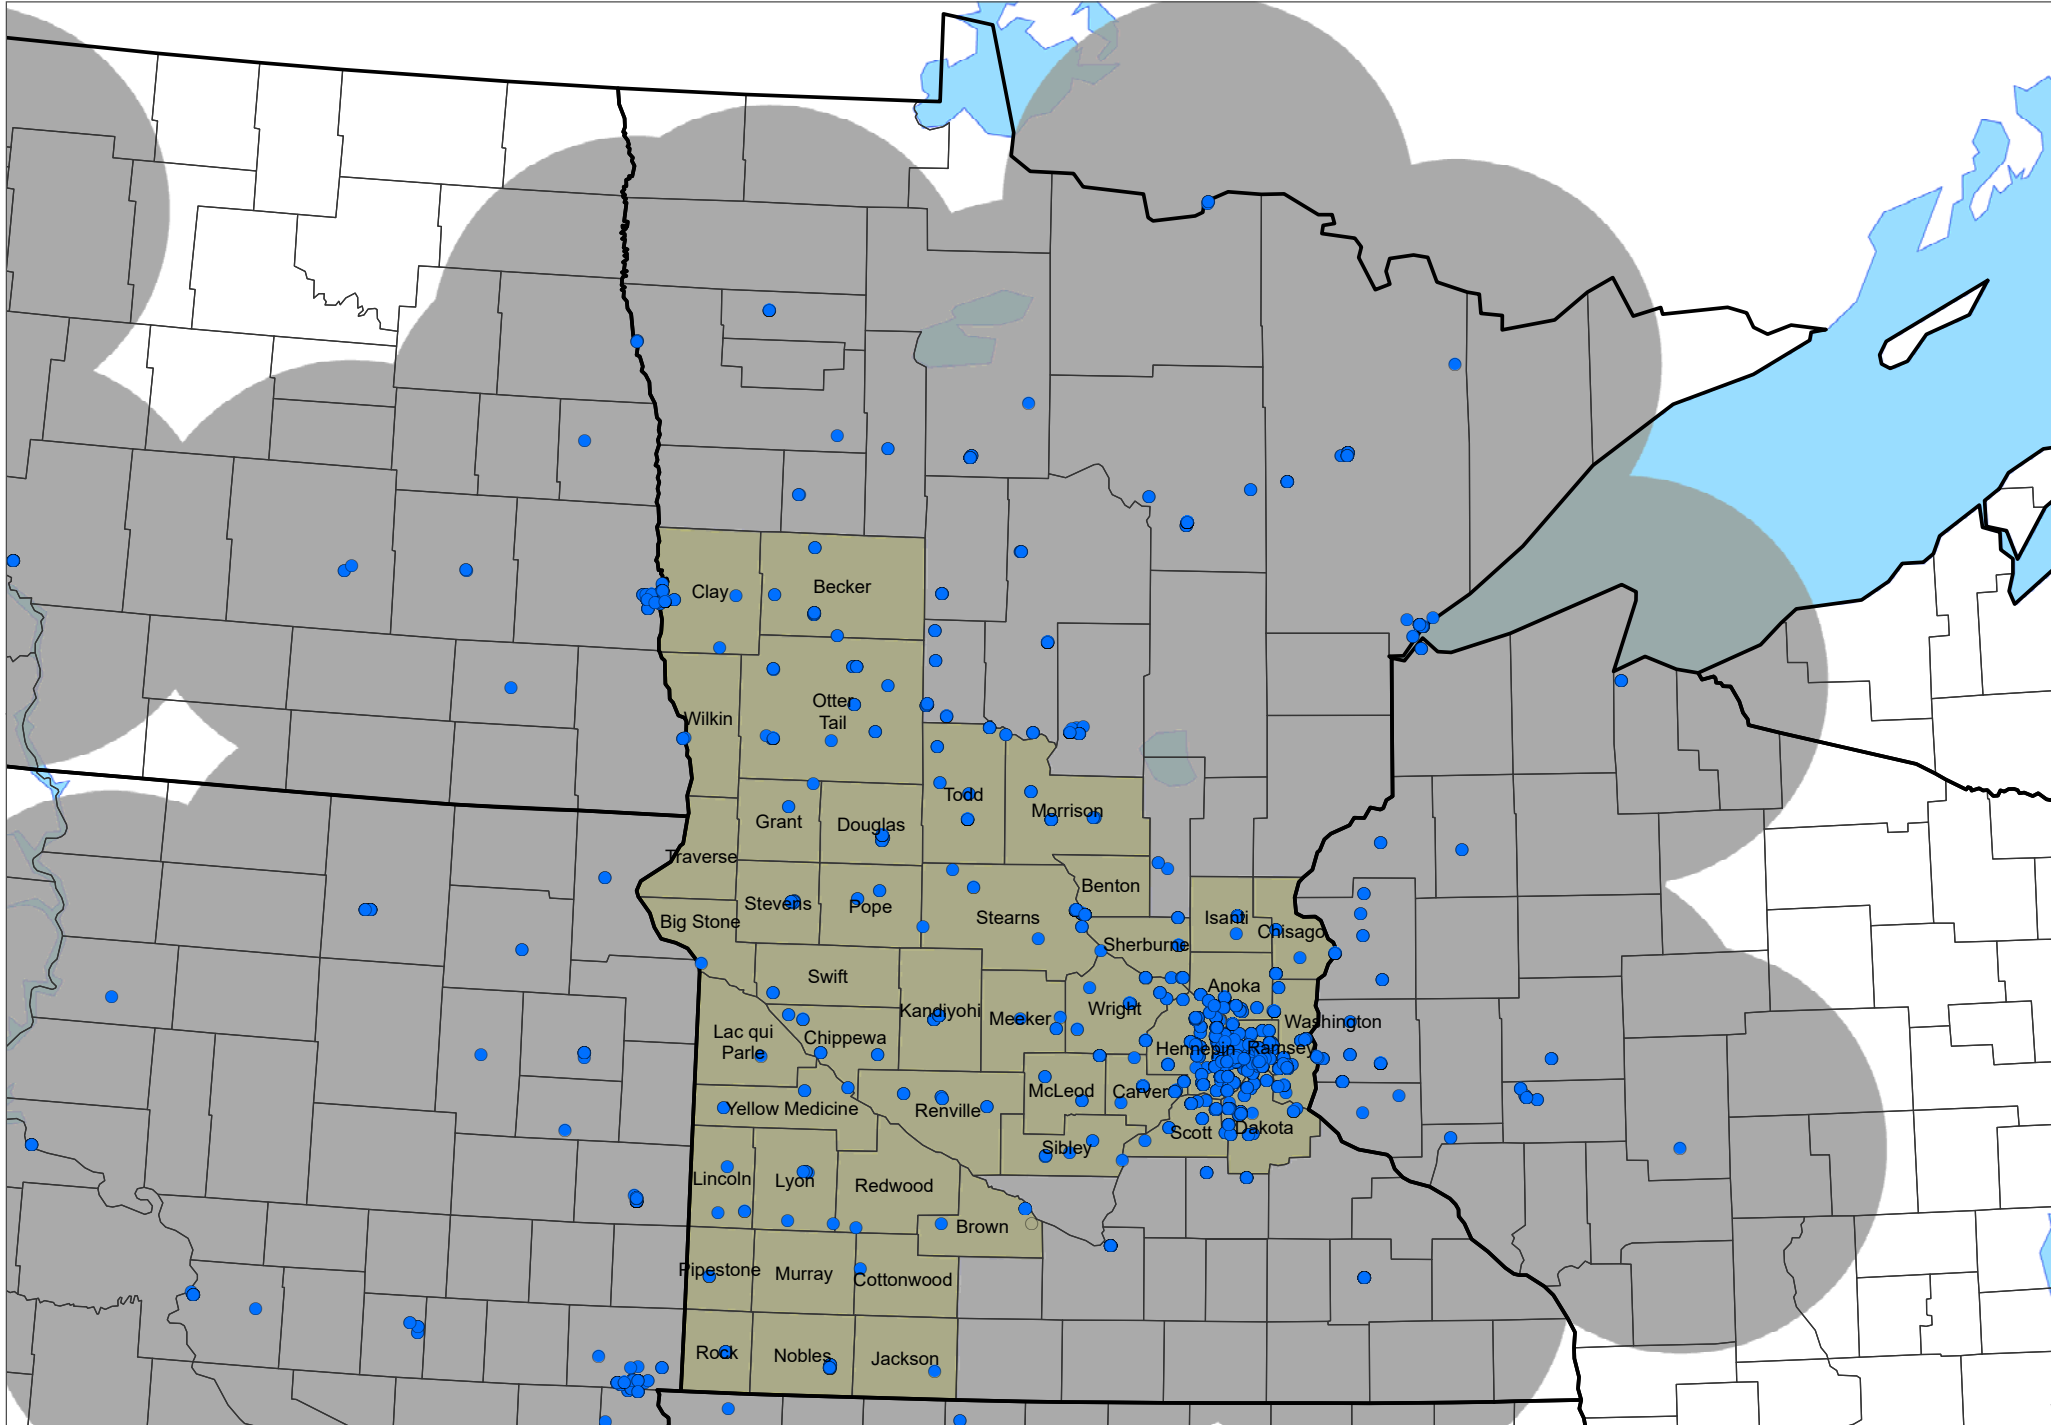 Clay
Becker
Otter
Tail
Wilkin
Todd
Morrison
Grant
Douglas
Traverse
Benton
Stevens
Pope
Big Stone
Stearns
Isanti
Chisago
Sherburne
Swift
Anoka
Kandiyohi
Wright
Meeker
Washington
Lac qui
Parle
Chippewa
Hennepin
Ramsey
McLeod
Carver
Yellow Medicine
Renville
Scott
Dakota
Sibley
Lincoln
Lyon
Redwood
Brown
Pipestone
Murray
Cottonwood
Rock
Nobles
Jackson